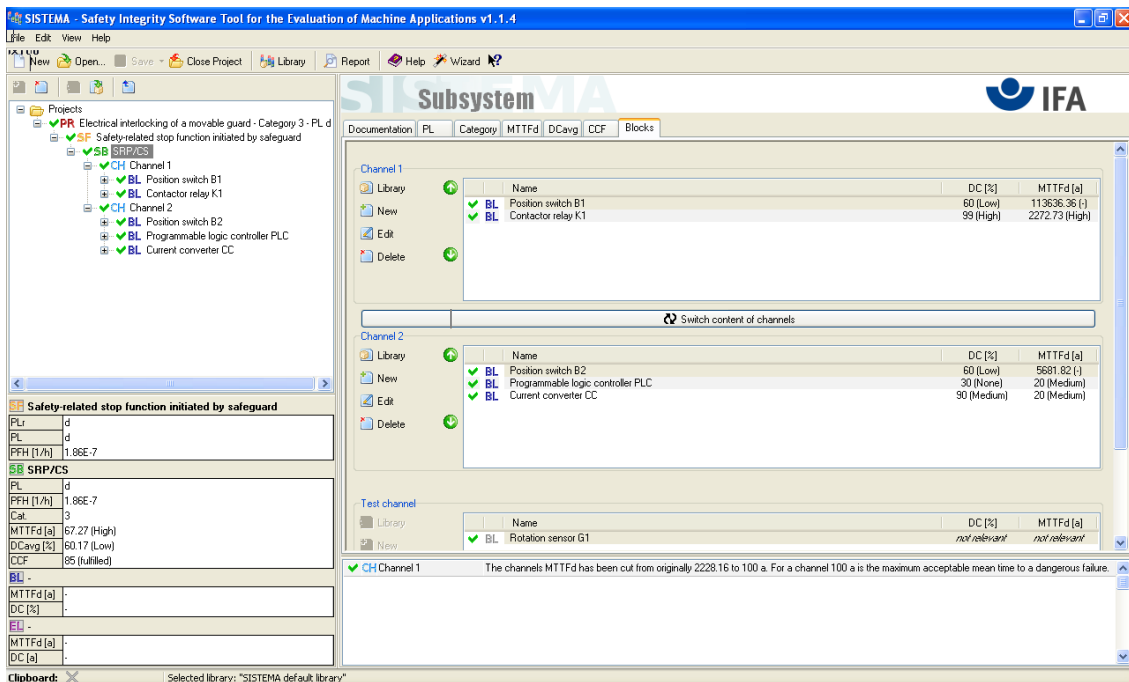 SISTEMA - Safety Integrity Software Tool for the Evaluation of Machine Applications v1.1.4
File Edit View Help
New Open... Save Close Project Library Report Help Wizard
Projects
PR Electrical interlocking of a movable guard - Category 3 - PL d
SF Safety-related stop function initiated by safeguard
SB SRP/CS
CH Channel 1
BL Position switch B1
BL Contactor relay K1
CH Channel 2
BL Position switch B2
BL Programmable logic controller PLC
BL Current converter CC
SF Safety-related stop function initiated by safeguard
PLr d
PL d
PFH [1/h] 1.86E-7
SB SRP/CS
PL d
PFH [1/h] 1.86E-7
Cat. 3
MTTFd [a] 67.27 (High)
DCavg [%] 60.17 (Low)
CCF 85 (fulfilled)
BL -
MTTFd [a] -
DC [%] -
EL -
MTTFd [a] -
DC [a] -
SISTEMA
Subsystem
IFA
Documentation PL Category MTTFd DCavg CCF Blocks
Channel 1
Library
New
Edit
Delete
Name DC [%] MTTFd [a]
BL Position switch B1 60 (Low) 113636.36 (-)
BL Contactor relay K1 99 (High) 2272.73 (High)
Switch content of channels
Channel 2
Library
New
Edit
Delete
Name DC [%] MTTFd [a]
BL Position switch B2 60 (Low) 5681.82 (-)
BL Programmable logic controller PLC 30 (None) 20 (Medium)
BL Current converter CC 90 (Medium) 20 (Medium)
Test channel
Library
New
Name DC [%] MTTFd [a]
BL Rotation sensor G1 not relevant not relevant
CH Channel 1 The channels MTTFd has been cut from originally 2228.16 to 100 a. For a channel 100 a is the maximum acceptable mean time to a dangerous failure.
Clipboard: Selected library: "SISTEMA default library"